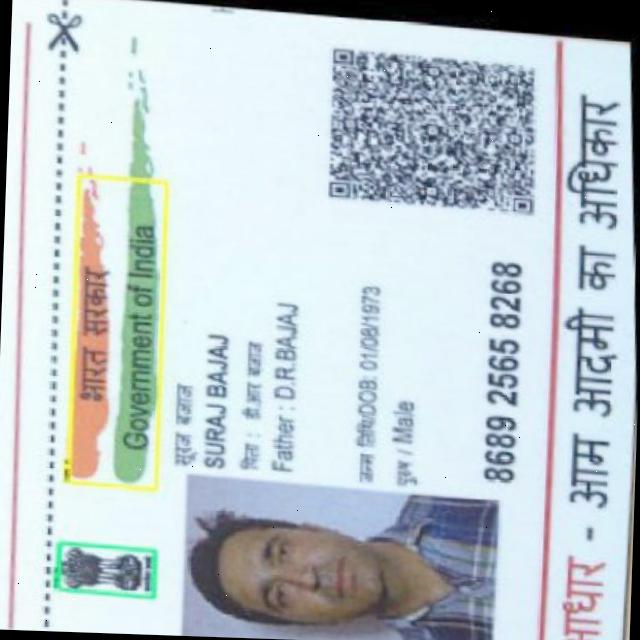 भारत सरकार
Government of India
सूरज बजाज
SURAJ BAJAJ
पिता : डी.आर बजाज
Father : D.R.BAJAJ
जन्म तिथि/DOB: 01/08/1973
पुरुष / Male
8689 2565 8268
आधार - आम आदमी का अधिकार